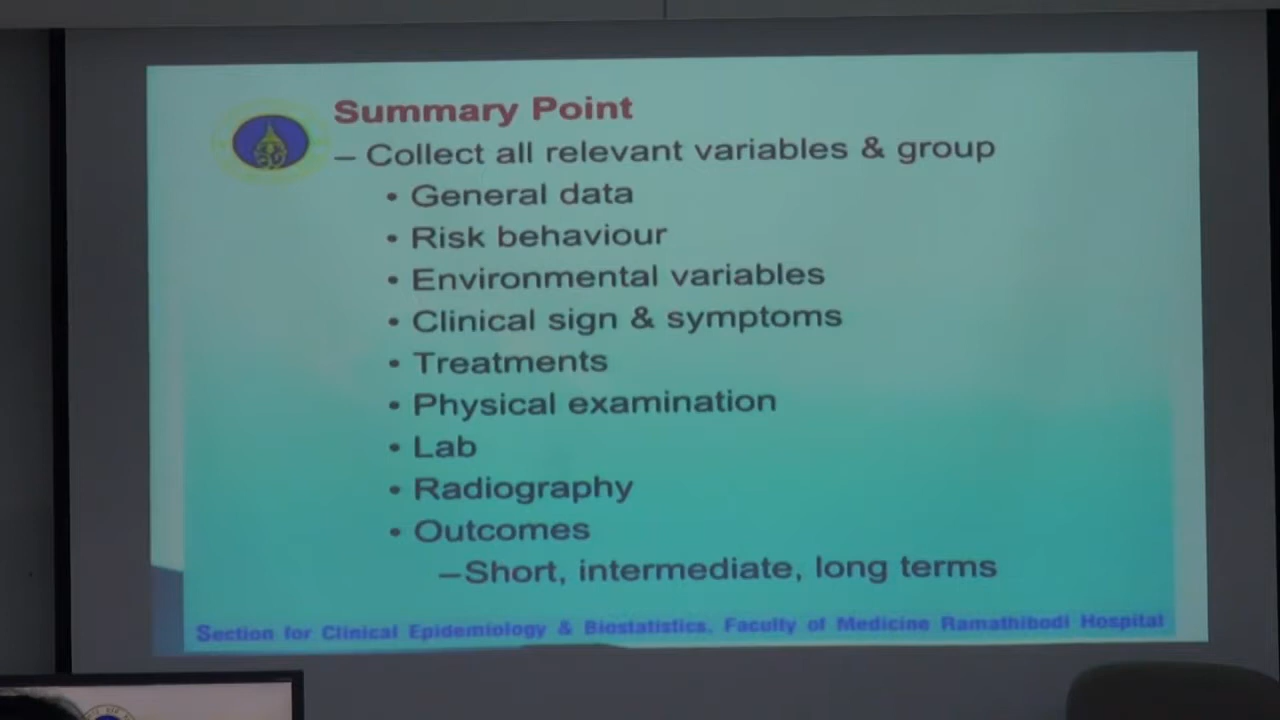 Summary Point
– Collect all relevant variables & group
• General data
• Risk behaviour
• Environmental variables
• Clinical sign & symptoms
• Treatments
• Physical examination
• Lab
• Radiography
• Outcomes
–Short, intermediate, long terms
Section for Clinical Epidemiology & Biostatistics, Faculty of Medicine Ramathibodi Hospital